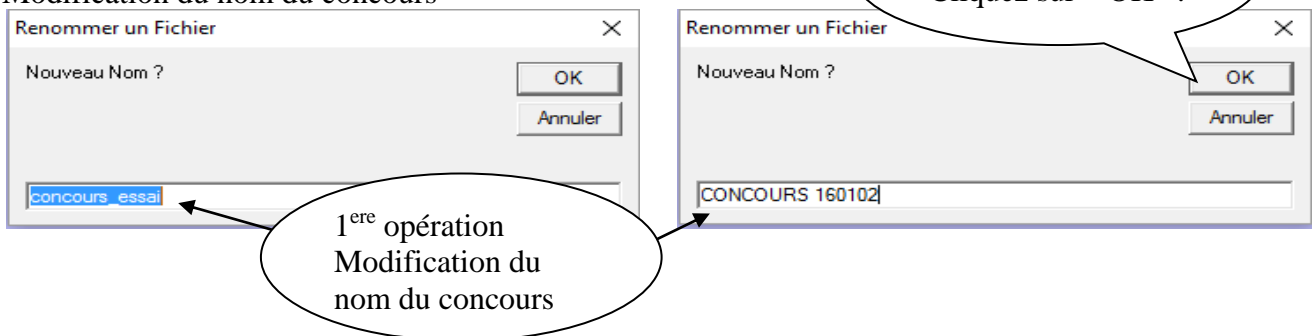 Modification du nom du concours
Cliquez sur « OK ».
Renommer un Fichier
Nouveau Nom ?
OK
Annuler
concours_essai
Renommer un Fichier
Nouveau Nom ?
OK
Annuler
CONCOURS 160102
1ere opération
Modification du
nom du concours